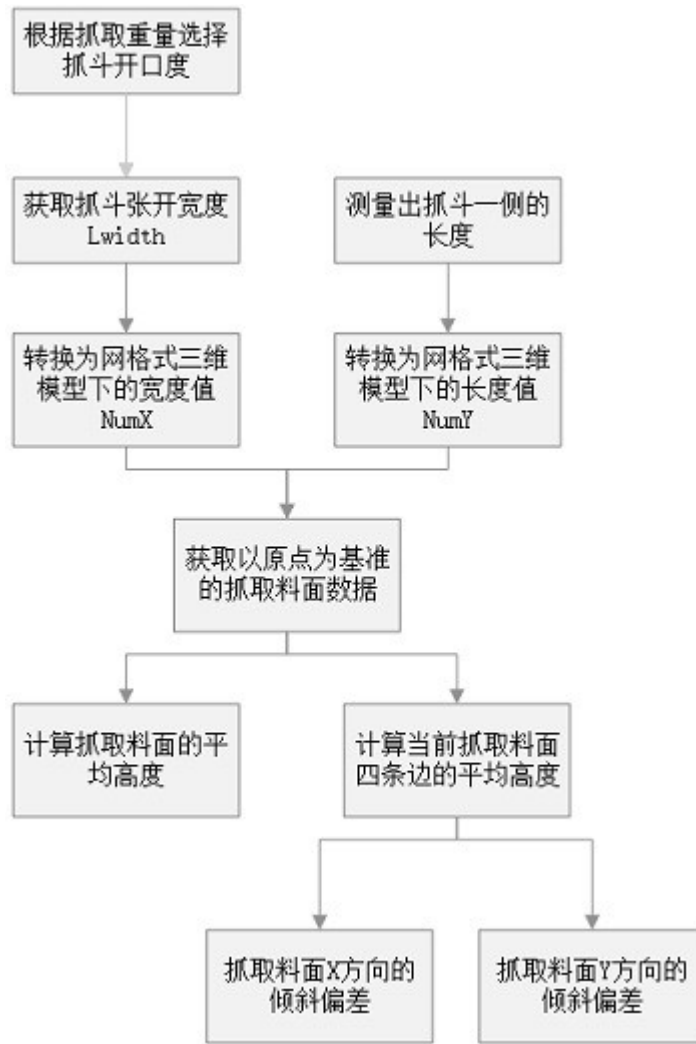 根据抓取重量选择
抓斗开口度
获取抓斗张开宽度
Lwidth
测量出抓斗一侧的
长度
转换为网格式三维
模型下的宽度值
NumX
转换为网格式三维
模型下的长度值
NumY
获取以原点为基准
的抓取料面数据
计算抓取料面的平
均高度
计算当前抓取料面
四条边的平均高度
抓取料面X方向的
倾斜偏差
抓取料面Y方向的
倾斜偏差